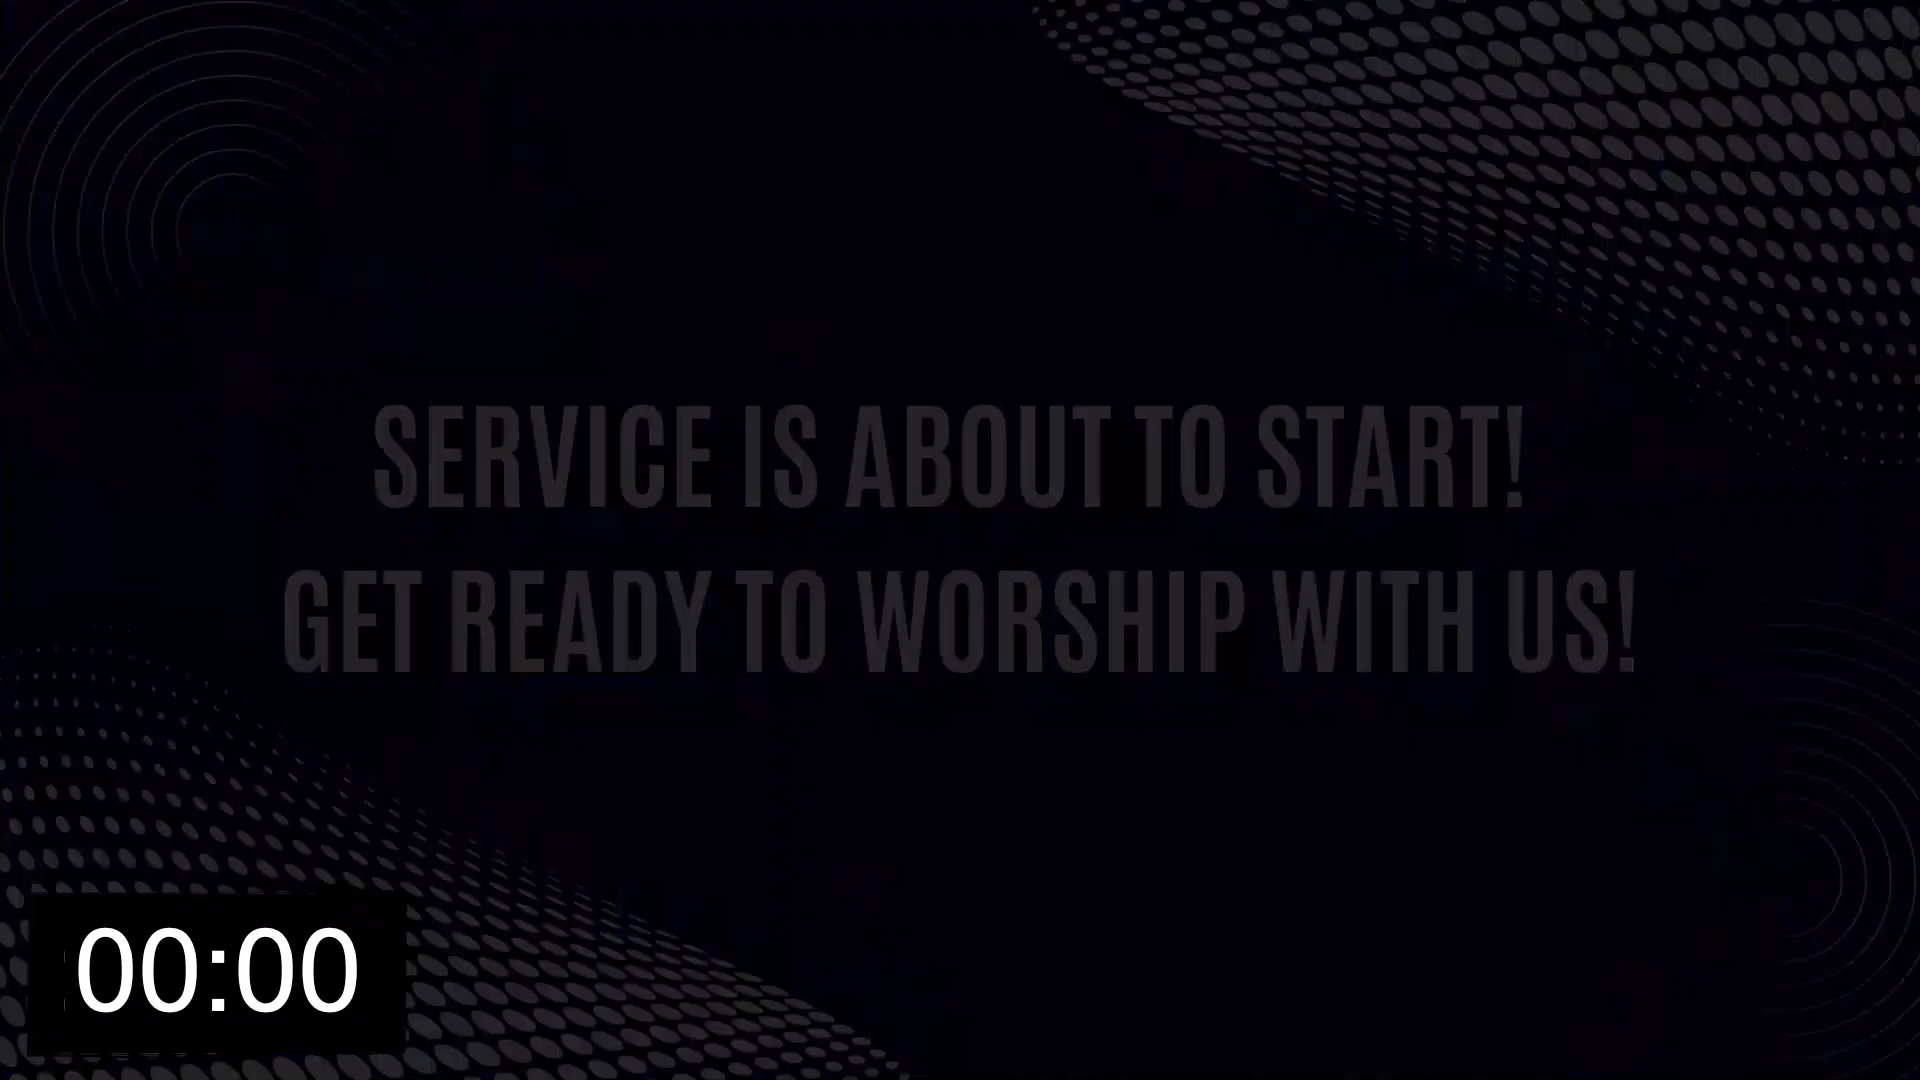 SERVICE IS ABOUT TO START!
GET READY TO WORSHIP WITH US!
00:00